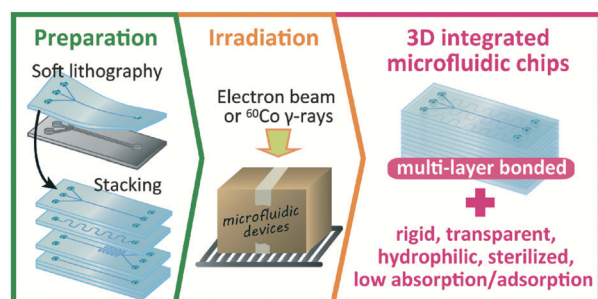 Preparation
Soft lithography
Stacking
Irradiation
Electron beam
or ⁶⁰Co γ-rays
microfluidic
devices
3D integrated
microfluidic chips
multi-layer bonded
+
rigid, transparent,
hydrophilic, sterilized,
low absorption/adsorption